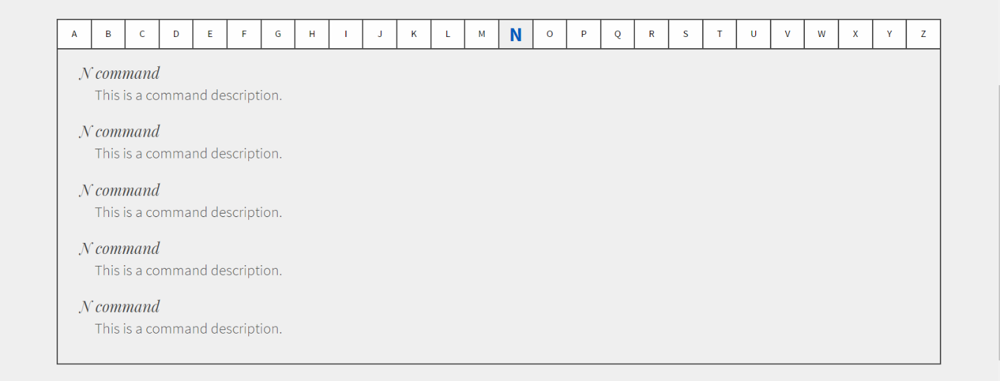 A B C D E F G H I J K L M N O P Q R S T U V W X Y Z
N command
This is a command description.
N command
This is a command description.
N command
This is a command description.
N command
This is a command description.
N command
This is a command description.